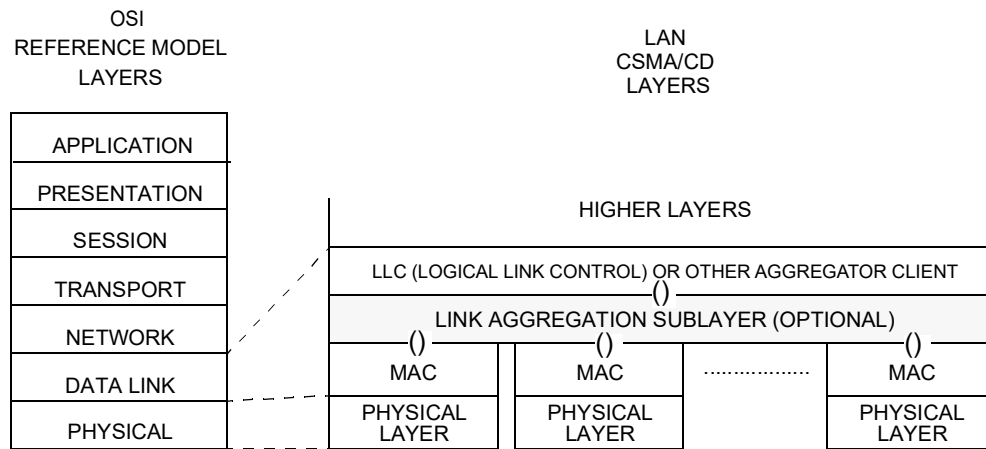 OSI
REFERENCE MODEL
LAYERS
APPLICATION
PRESENTATION
SESSION
TRANSPORT
NETWORK
DATA LINK
PHYSICAL
LAN
CSMA/CD
LAYERS
HIGHER LAYERS
LLC (LOGICAL LINK CONTROL) OR OTHER AGGREGATOR CLIENT
()
LINK AGGREGATION SUBLAYER (OPTIONAL)
() () ()
MAC MAC .................. MAC
PHYSICAL PHYSICAL PHYSICAL
LAYER LAYER LAYER